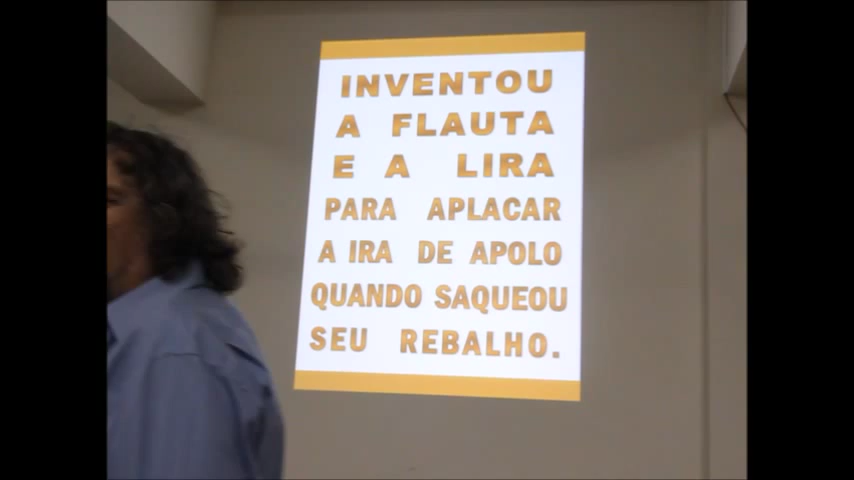 INVENTOU
A FLAUTA
E A LIRA
PARA APLACAR
A IRA DE APOLO
QUANDO SAQUEOU
SEU REBALHO.